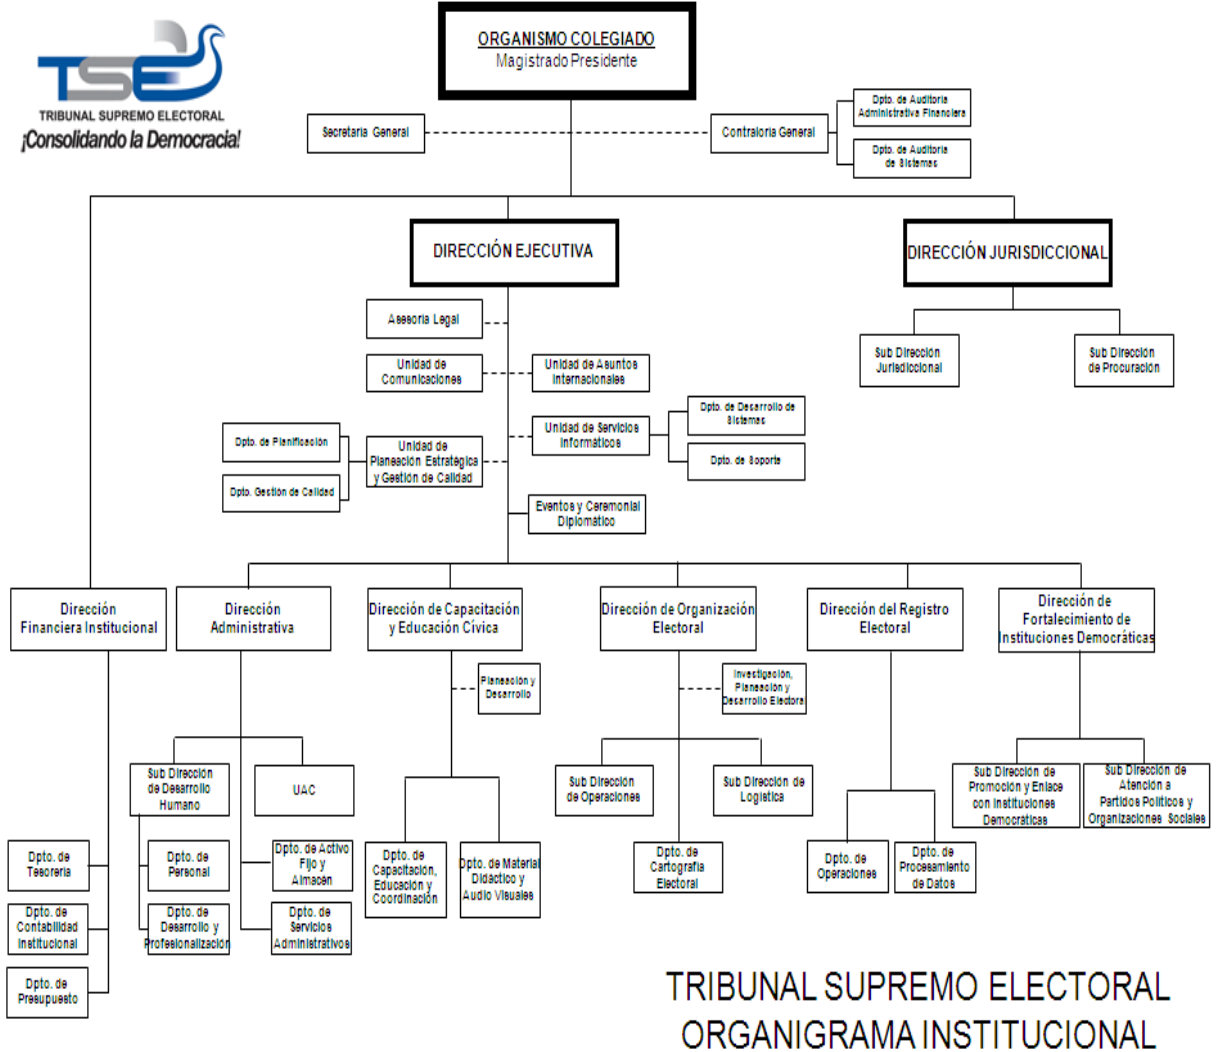 ORGANISMO COLEGIADO
Magistrado Presidente
TSE
TRIBUNAL SUPREMO ELECTORAL
¡Consolidando la Democracia!
Secretaría General
Contraloría General
Dpto. de Auditoria
Administrativa Financiera
Dpto. de Auditoria
de Sistemas
DIRECCIÓN EJECUTIVA
DIRECCIÓN JURISDICCIONAL
Asesoría Legal
Unidad de
Comunicaciones
Unidad de Asuntos
Internacionales
Sub Dirección
Jurisdiccional
Sub Dirección
de Procuración
Dpto. de Planificación
Dpto. Gestión de Calidad
Unidad de
Planeación Estratégica
y Gestión de Calidad
Unidad de Servicios
Informáticos
Dpto. de Desarrollo de
Sistemas
Dpto. de Soporte
Eventos y Ceremonial
Diplomático
Dirección
Financiera Institucional
Dirección
Administrativa
Dirección de Capacitación
y Educación Cívica
Dirección de Organización
Electoral
Dirección del Registro
Electoral
Dirección de
Fortalecimiento de
Instituciones Democráticas
Planeación y
Desarrollo
Investigación,
Planeación y
Desarrollo Electoral
Sub Dirección
de Desarrollo
Humano
UAC
Sub Dirección
de Operaciones
Sub Dirección de
Logística
Sub Dirección de
Promoción y Enlace
con Instituciones
Democráticas
Sub Dirección de
Atención a
Partidos Políticos y
Organizaciones Sociales
Dpto. de
Tesorería
Dpto. de
Personal
Dpto. de Activo
Fijo y
Almacén
Dpto. de
Capacitación,
Educación y
Coordinación
Dpto. de Material
Didáctico y
Audio Visuales
Dpto. de
Cartografía
Electoral
Dpto. de
Operaciones
Dpto. de
Procesamiento
de Datos
Dpto. de
Contabilidad
Institucional
Dpto. de
Desarrollo y
Profesionalización
Dpto. de
Servicios
Administrativos
Dpto. de
Presupuesto
TRIBUNAL SUPREMO ELECTORAL
ORGANIGRAMA INSTITUCIONAL